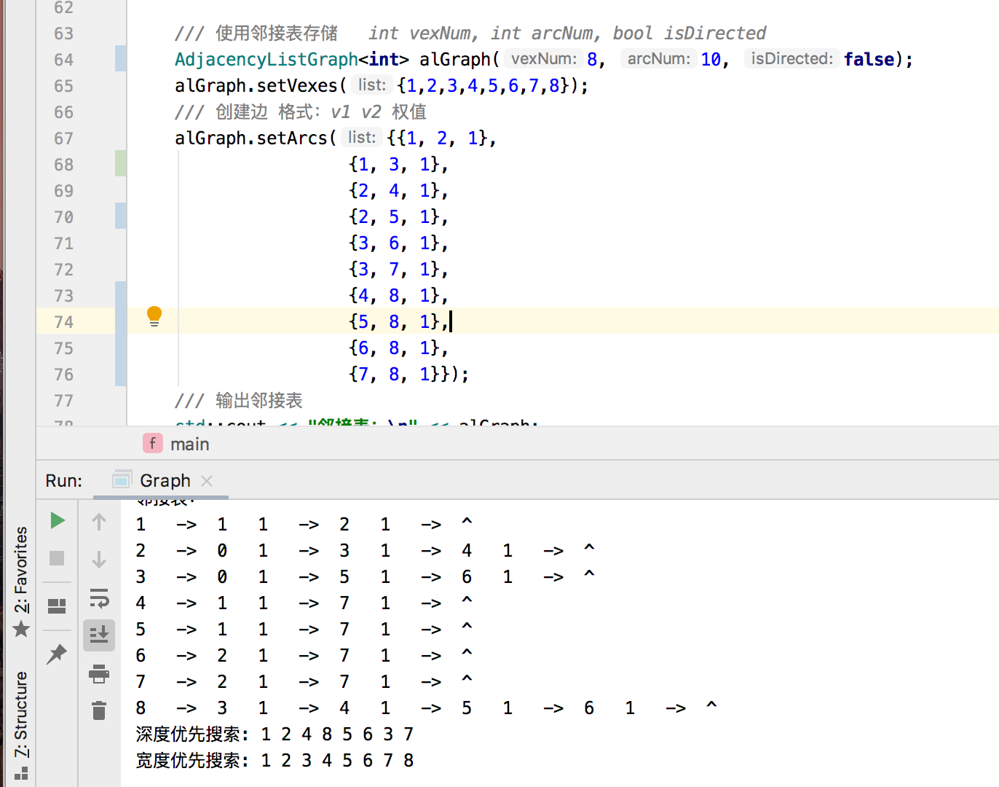 62
63 /// 使用邻接表存储 int vexNum, int arcNum, bool isDirected
64 AdjacencyListGraph<int> alGraph( vexNum: 8, arcNum: 10, isDirected: false);
65 alGraph.setVexes( list: {1,2,3,4,5,6,7,8});
66 /// 创建边 格式: v1 v2 权值
67 alGraph.setArcs( list: {{1, 2, 1},
68 {1, 3, 1},
69 {2, 4, 1},
70 {2, 5, 1},
71 {3, 6, 1},
72 {3, 7, 1},
73 {4, 8, 1},
74 {5, 8, 1},
75 {6, 8, 1},
76 {7, 8, 1}});
77 /// 输出邻接表
78 std::cout << "邻接表: \n" << alGraph;
f main
Run: Graph
邻接表:
1 -> 1 1 -> 2 1 -> ^
2 -> 0 1 -> 3 1 -> 4 1 -> ^
3 -> 0 1 -> 5 1 -> 6 1 -> ^
4 -> 1 1 -> 7 1 -> ^
5 -> 1 1 -> 7 1 -> ^
6 -> 2 1 -> 7 1 -> ^
7 -> 2 1 -> 7 1 -> ^
8 -> 3 1 -> 4 1 -> 5 1 -> 6 1 -> ^
深度优先搜索: 1 2 4 8 5 6 3 7
宽度优先搜索: 1 2 3 4 5 6 7 8
2: Favorites
7: Structure